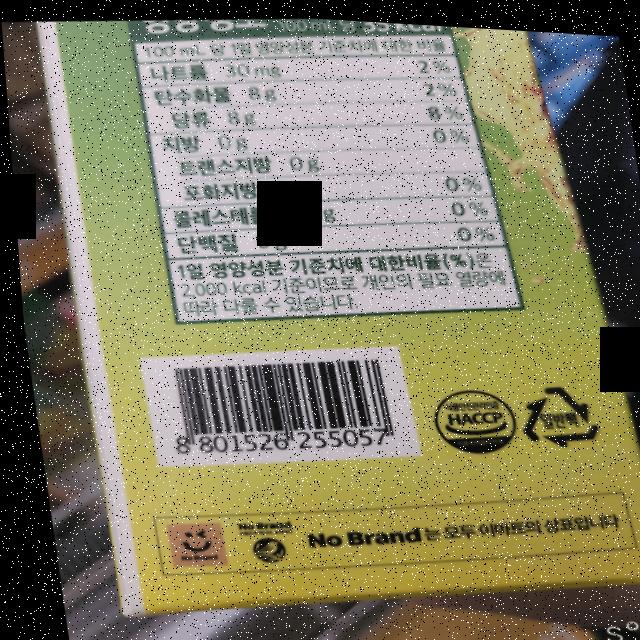 100 mL 당 1일 영양성분 기준치에 대한 비율
나트륨 30 mg 2 %
탄수화물 8 g 2 %
당류 8 g 8 %
지방 0 g 0 %
트랜스지방 0 g
포화지방 0 %
콜레스테롤 g 0 %
단백질 g 0 %
1일 영양성분 기준치에 대한비율(%)은
2,000 kcal 기준이므로 개인의 필요 열량에
따라 다를 수 있습니다.
8 801526 255057
HACCP
No Brand
No Brand는 모두 이마트의 상표입니다